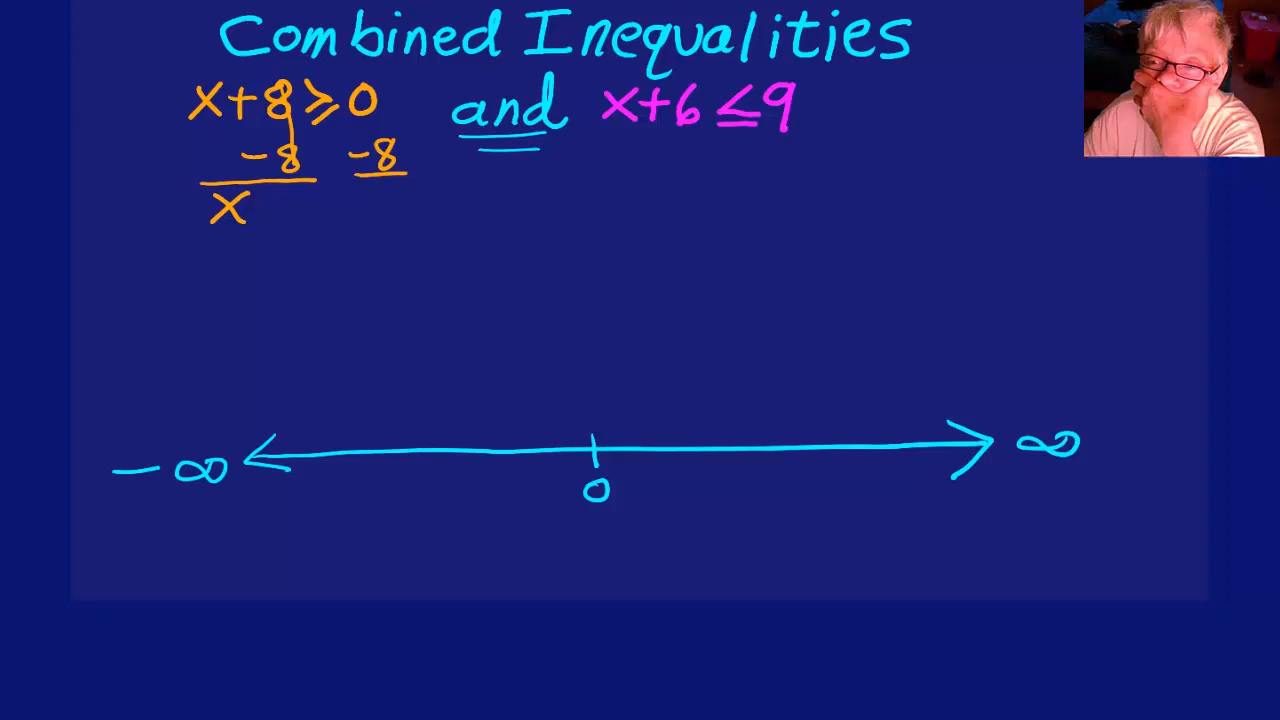 Combined Inequalities
x+8≥0 and x+6≤9
-8 -8
x
-∞ ∞
0